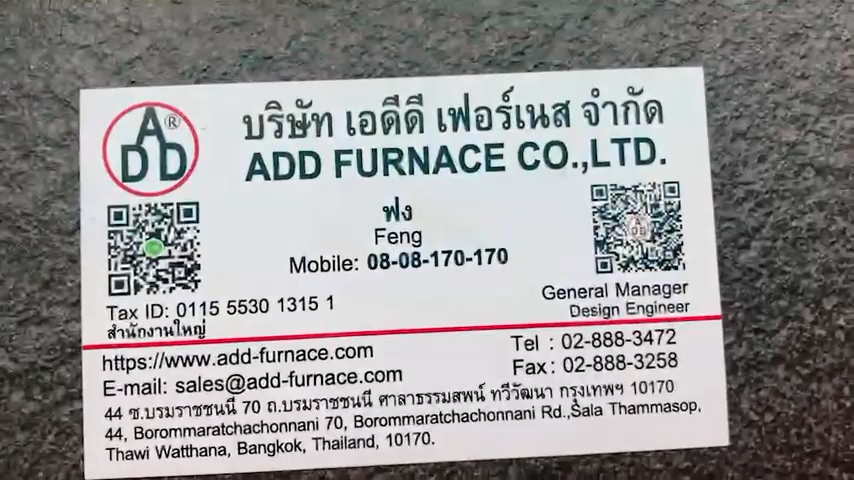 ADD®
บริษัท เอดีดี เฟอร์เนส จำกัด
ADD FURNACE CO.,LTD.
ฟง
Feng
Mobile: 08-08-170-170
Tax ID: 0115 5530 1315 1
สำนักงานใหญ่
General Manager
Design Engineer
https://www.add-furnace.com
E-mail: sales@add-furnace.com
Tel : 02-888-3472
Fax : 02-888-3258
44 ซ.บรมราชชนนี 70 ถ.บรมราชชนนี ศาลาธรรมสพน์ ทวีวัฒนา กรุงเทพฯ 10170
44, Borommaratchachonnani 70, Borommaratchachonnani Rd.,Sala Thammasop,
Thawi Watthana, Bangkok, Thailand, 10170.